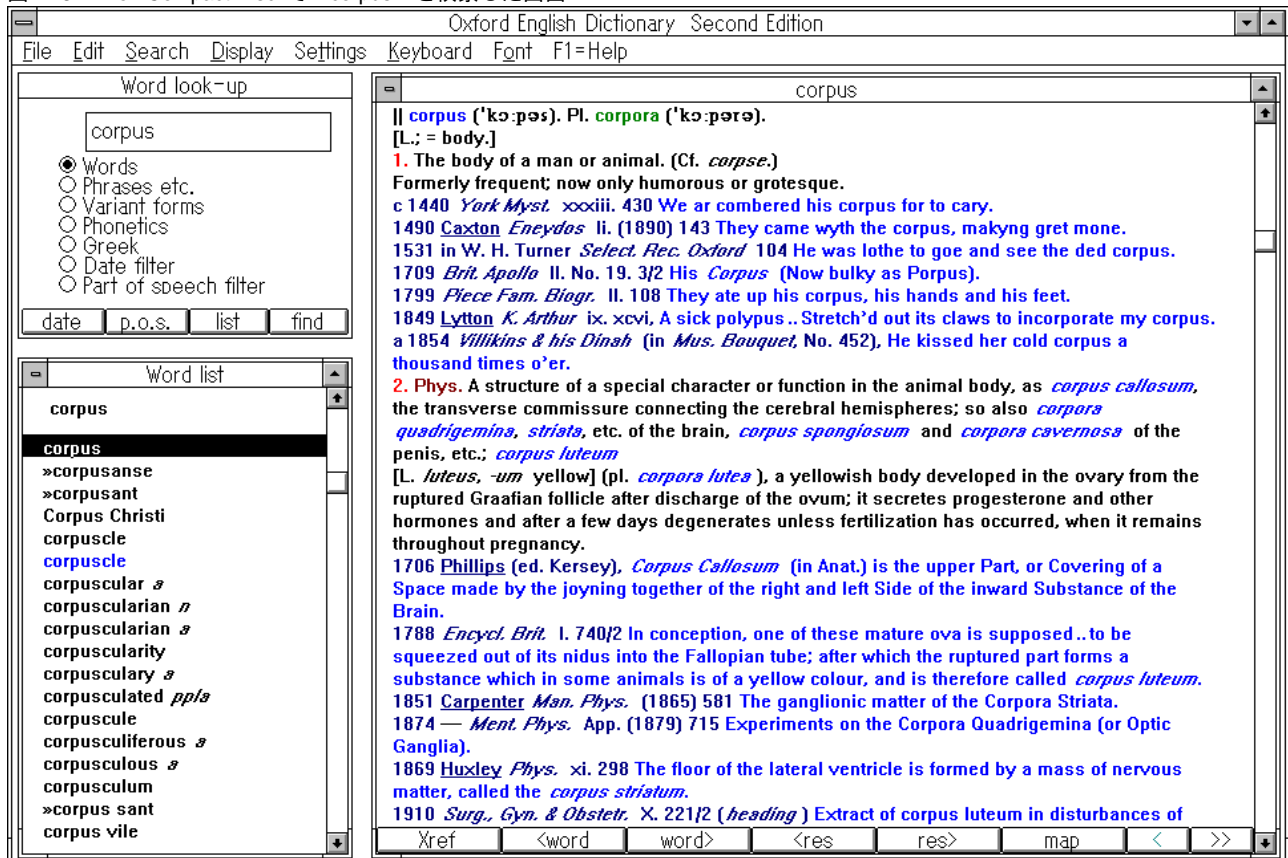 Oxford English Dictionary Second Edition
File Edit Search Display Settings Keyboard Font F1=Help
Word look-up
corpus
Words
Phrases etc.
Variant forms
Phonetics
Greek
Date filter
Part of speech filter
date p.o.s. list find
Word list
corpus
corpus
»corpusanse
»corpusant
Corpus Christi
corpuscle
corpuscle
corpuscular a
corpuscularian n
corpuscularian a
corpuscularity
corpusculary a
corpusculated ppla
corpuscule
corpusculiferous a
corpusculous a
corpusculum
»corpus sant
corpus vile
corpus
|| corpus ('kɔ:pəs). Pl. corpora ('kɔ:pərə).
[L.; = body.]
1. The body of a man or animal. (Cf. corpse.)
Formerly frequent; now only humorous or grotesque.
c 1440 York Myst. xxxiii. 430 We ar combered his corpus for to cary.
1490 Caxton Eneydos li. (1890) 143 They came wyth the corpus, makyng gret mone.
1531 in W. H. Turner Select. Rec. Oxford 104 He was lothe to goe and see the ded corpus.
1709 Brit. Apollo II. No. 19. 3/2 His Corpus (Now bulky as Porpus).
1799 Piece Fam. Biogr. II. 108 They ate up his corpus, his hands and his feet.
1849 Lytton K. Arthur ix. xcvi, A sick polypus .. Stretch'd out its claws to incorporate my corpus.
a 1854 Villikins & his Dinah (in Mus. Bouquet, No. 452), He kissed her cold corpus a
thousand times o'er.
2. Phys. A structure of a special character or function in the animal body, as corpus callosum,
the transverse commissure connecting the cerebral hemispheres; so also corpora
quadrigemina, striata, etc. of the brain, corpus spongiosum and corpora cavernosa of the
penis, etc.; corpus luteum
[L. luteus, -um yellow] (pl. corpora lutea ), a yellowish body developed in the ovary from the
ruptured Graafian follicle after discharge of the ovum; it secretes progesterone and other
hormones and after a few days degenerates unless fertilization has occurred, when it remains
throughout pregnancy.
1706 Phillips (ed. Kersey), Corpus Callosum (in Anat.) is the upper Part, or Covering of a
Space made by the joyning together of the right and left Side of the inward Substance of the
Brain.
1788 Encycl. Brit. I. 740/2 In conception, one of these mature ova is supposed .. to be
squeezed out of its nidus into the Fallopian tube; after which the ruptured part forms a
substance which in some animals is of a yellow colour, and is therefore called corpus luteum.
1851 Carpenter Man. Phys. (1865) 581 The ganglionic matter of the Corpora Striata.
1874 — Ment. Phys. App. (1879) 715 Experiments on the Corpora Quadrigemina (or Optic
Ganglia).
1869 Huxley Phys. xi. 298 The floor of the lateral ventricle is formed by a mass of nervous
matter, called the corpus striatum.
1910 Surg., Gyn. & Obstetr. X. 221/2 (heading ) Extract of corpus luteum in disturbances of
Xref <word word> <res res> map < >>